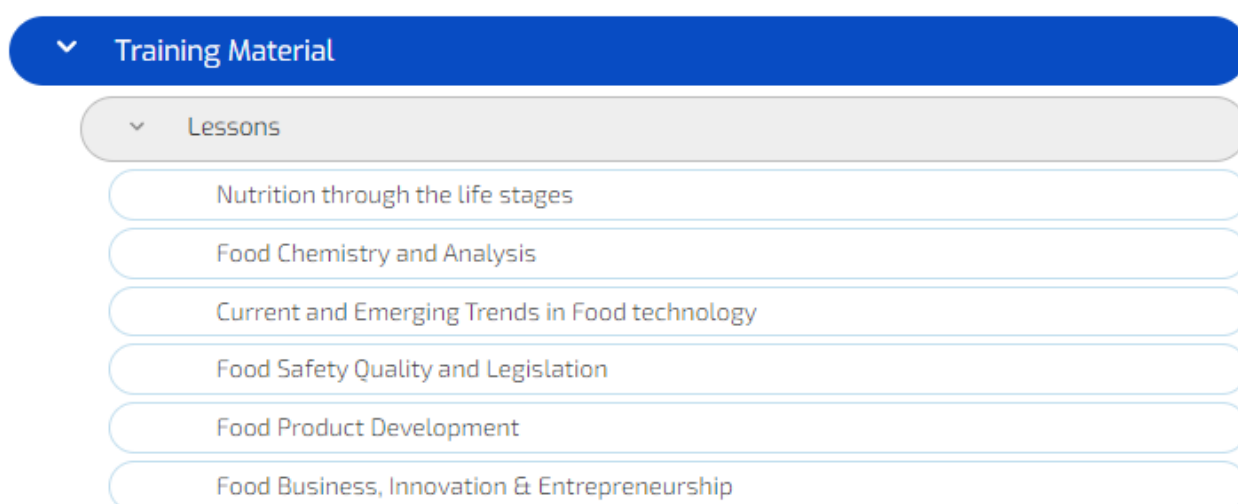 Training Material
Lessons
Nutrition through the life stages
Food Chemistry and Analysis
Current and Emerging Trends in Food technology
Food Safety Quality and Legislation
Food Product Development
Food Business, Innovation & Entrepreneurship